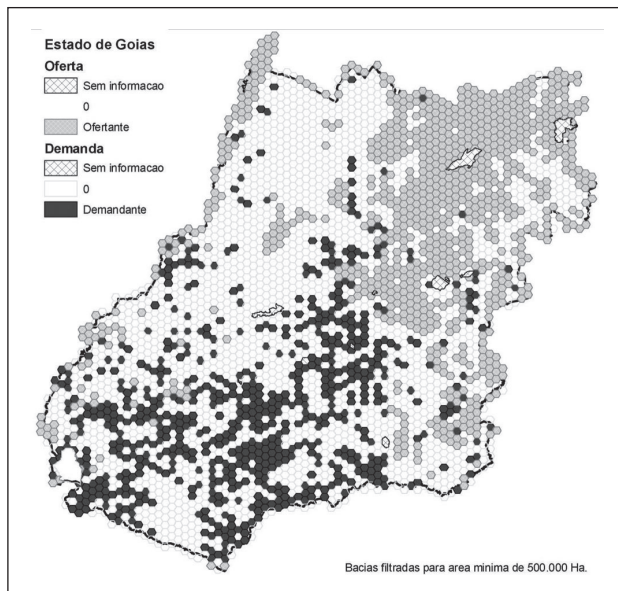 Estado de Goias
Oferta
Sem informacao
0
Ofertante
Demanda
Sem informacao
0
Demandante
Bacias filtradas para area minima de 500.000 Ha.